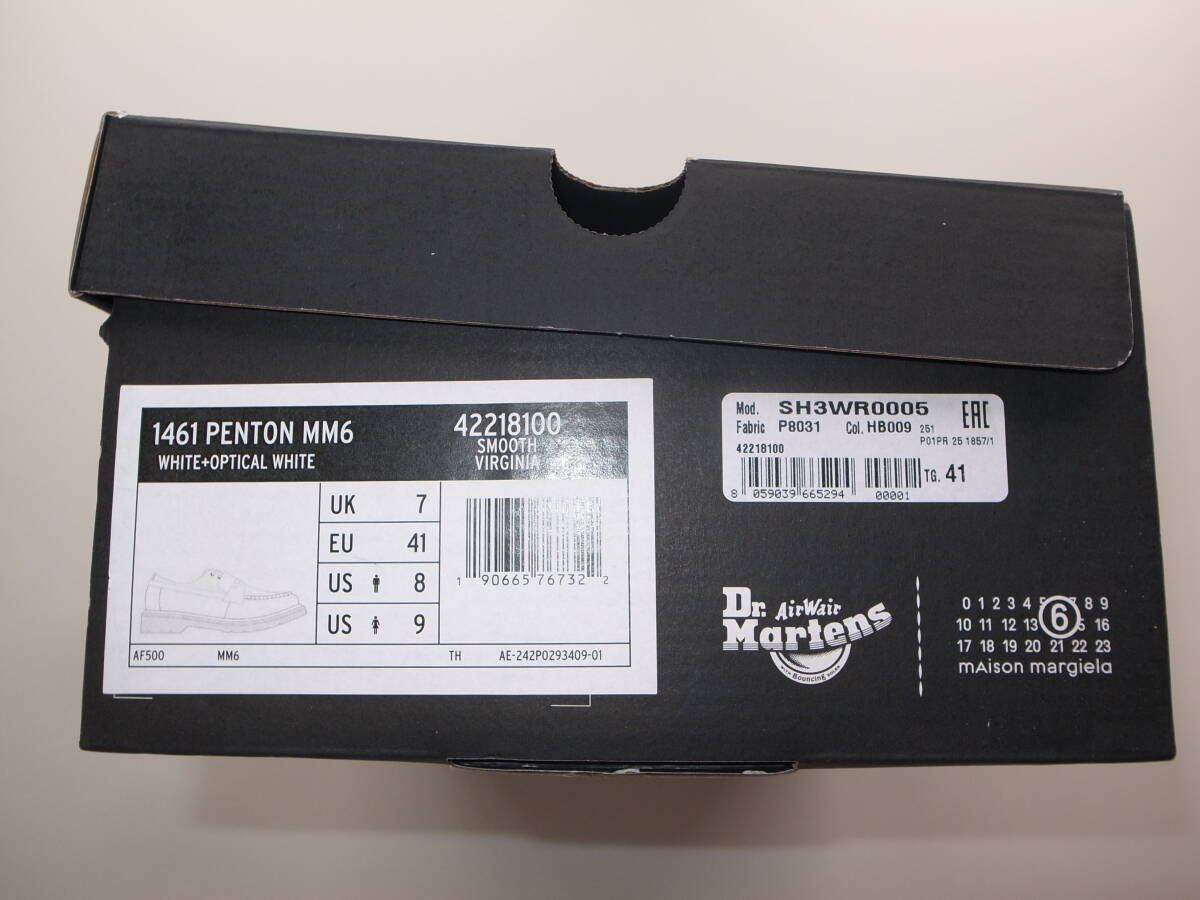 1461 PENTON MM6
WHITE+OPTICAL WHITE
42218100
SMOOTH
VIRGINIA
UK 7
EU 41
US 8
US 9
1 90665 76732 2
AF500 MM6 TH AE-242P0293409-01
Mod. SH3WR0005
Fabric P8031 Col. HB009 251
EAC
P01PR 25 1857/1
42218100
8 059039 665294 00001
TG. 41
Dr. AirWair
Martens
WITH Bouncing SOLES
0 1 2 3 4 5 6 7 8 9
10 11 12 13 15 16
17 18 19 20 21 22 23
mAison margiela